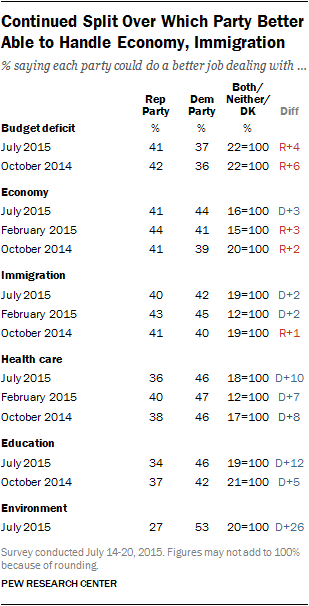 Continued Split Over Which Party Better
Able to Handle Economy, Immigration
% saying each party could do a better job dealing with ...
Rep Party Dem Party Both/Neither/DK Diff
Budget deficit % % %
July 2015 41 37 22=100 R+4
October 2014 42 36 22=100 R+6
Economy
July 2015 41 44 16=100 D+3
February 2015 44 41 15=100 R+3
October 2014 41 39 20=100 R+2
Immigration
July 2015 40 42 19=100 D+2
February 2015 43 45 12=100 D+2
October 2014 41 40 19=100 R+1
Health care
July 2015 36 46 18=100 D+10
February 2015 40 47 12=100 D+7
October 2014 38 46 17=100 D+8
Education
July 2015 34 46 19=100 D+12
October 2014 37 42 21=100 D+5
Environment
July 2015 27 53 20=100 D+26
Survey conducted July 14-20, 2015. Figures may not add to 100%
because of rounding.
PEW RESEARCH CENTER